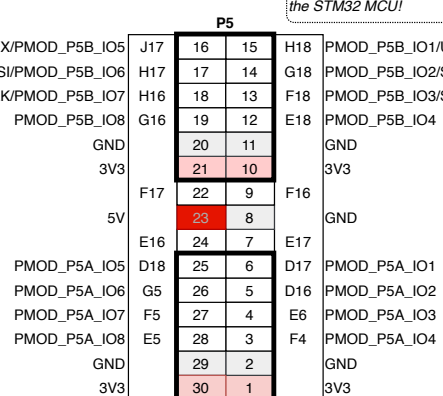 the STM32 MCU!
P5
X/PMOD_P5B_IO5 J17 16 15 H18 PMOD_P5B_IO1/
SI/PMOD_P5B_IO6 H17 17 14 G18 PMOD_P5B_IO2/S
K/PMOD_P5B_IO7 H16 18 13 F18 PMOD_P5B_IO3/S
PMOD_P5B_IO8 G16 19 12 E18 PMOD_P5B_IO4
GND 20 11 GND
3V3 21 10 3V3
F17 22 9 F16
5V 23 8 GND
E16 24 7 E17
PMOD_P5A_IO5 D18 25 6 D17 PMOD_P5A_IO1
PMOD_P5A_IO6 G5 26 5 D16 PMOD_P5A_IO2
PMOD_P5A_IO7 F5 27 4 E6 PMOD_P5A_IO3
PMOD_P5A_IO8 E5 28 3 F4 PMOD_P5A_IO4
GND 29 2 GND
3V3 30 1 3V3